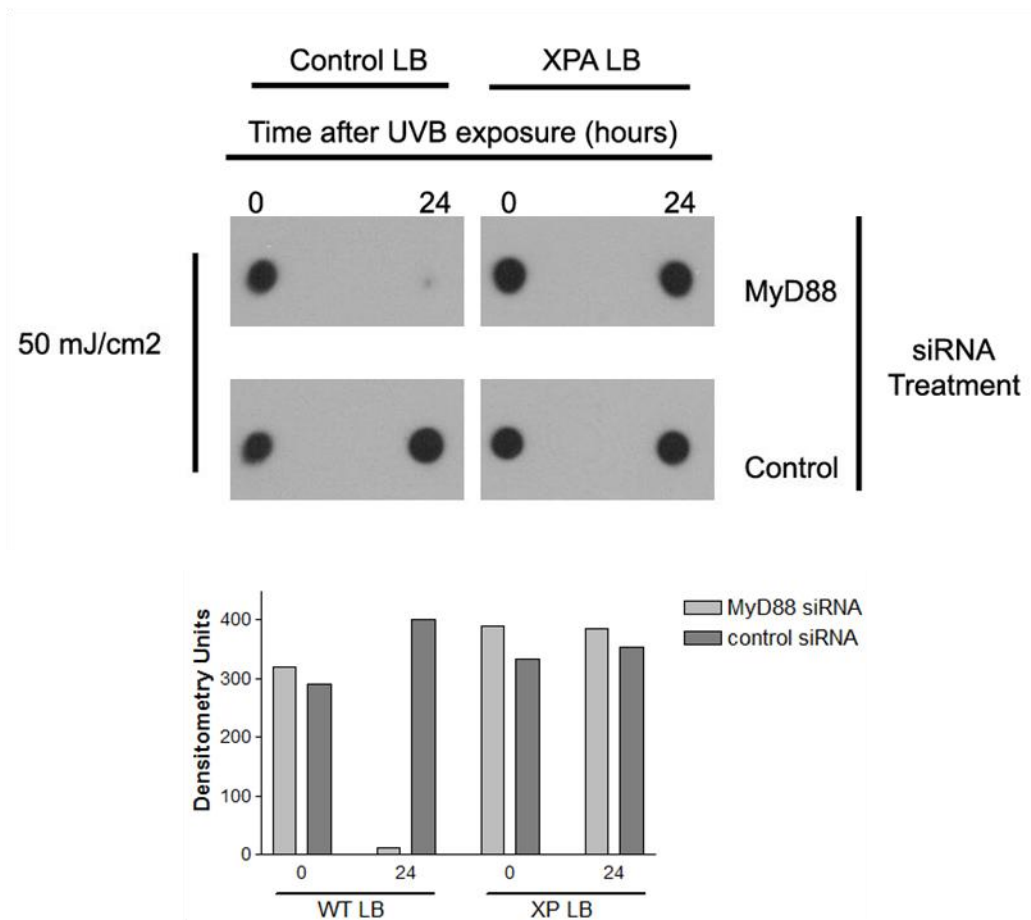 Control LB
XPA LB
Time after UVB exposure (hours)
0 24 0 24
50 mJ/cm2
MyD88
Control
siRNA
Treatment
Densitometry Units
400
300
200
100
0
MyD88 siRNA
control siRNA
0 24 0 24
WT LB
XP LB